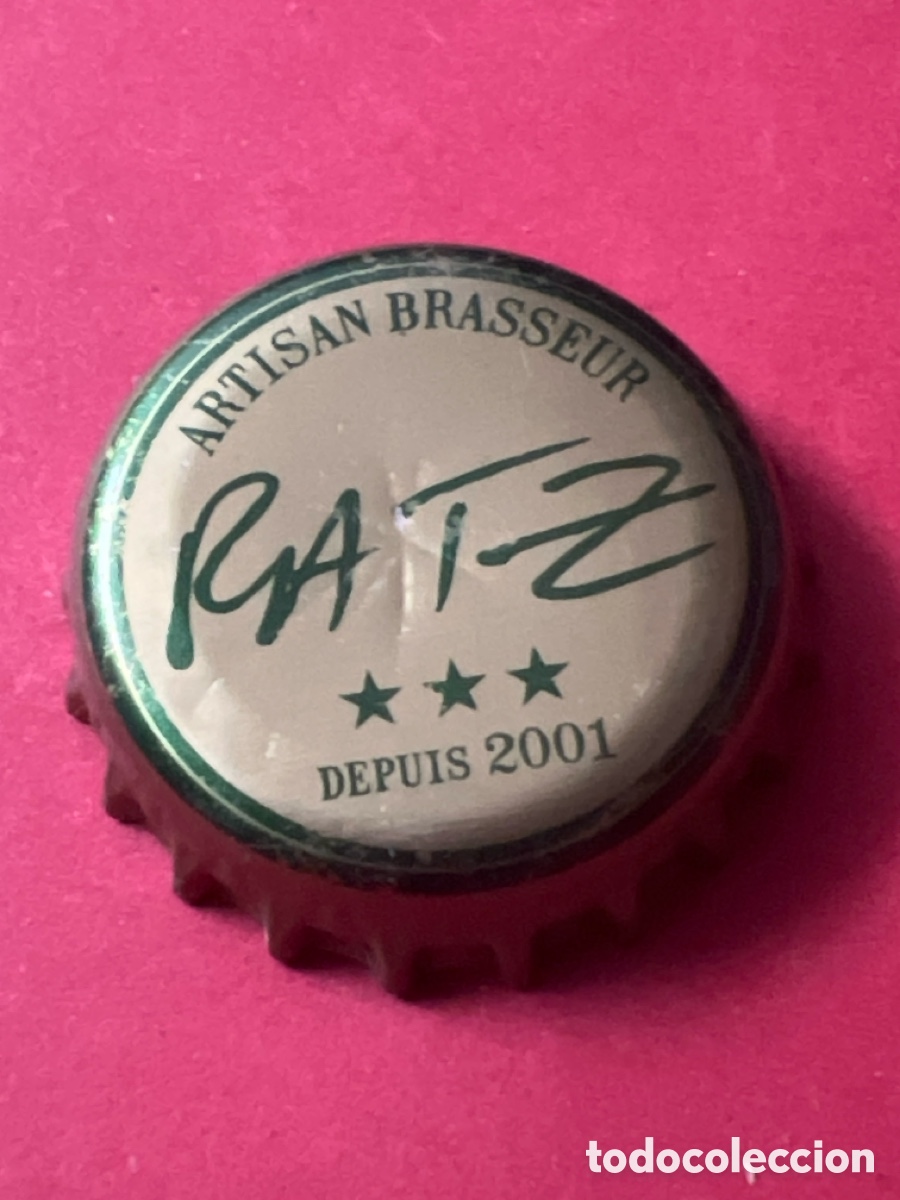 ARTISAN BRASSEUR
RATZ
DEPUIS 2001
todocoleccion